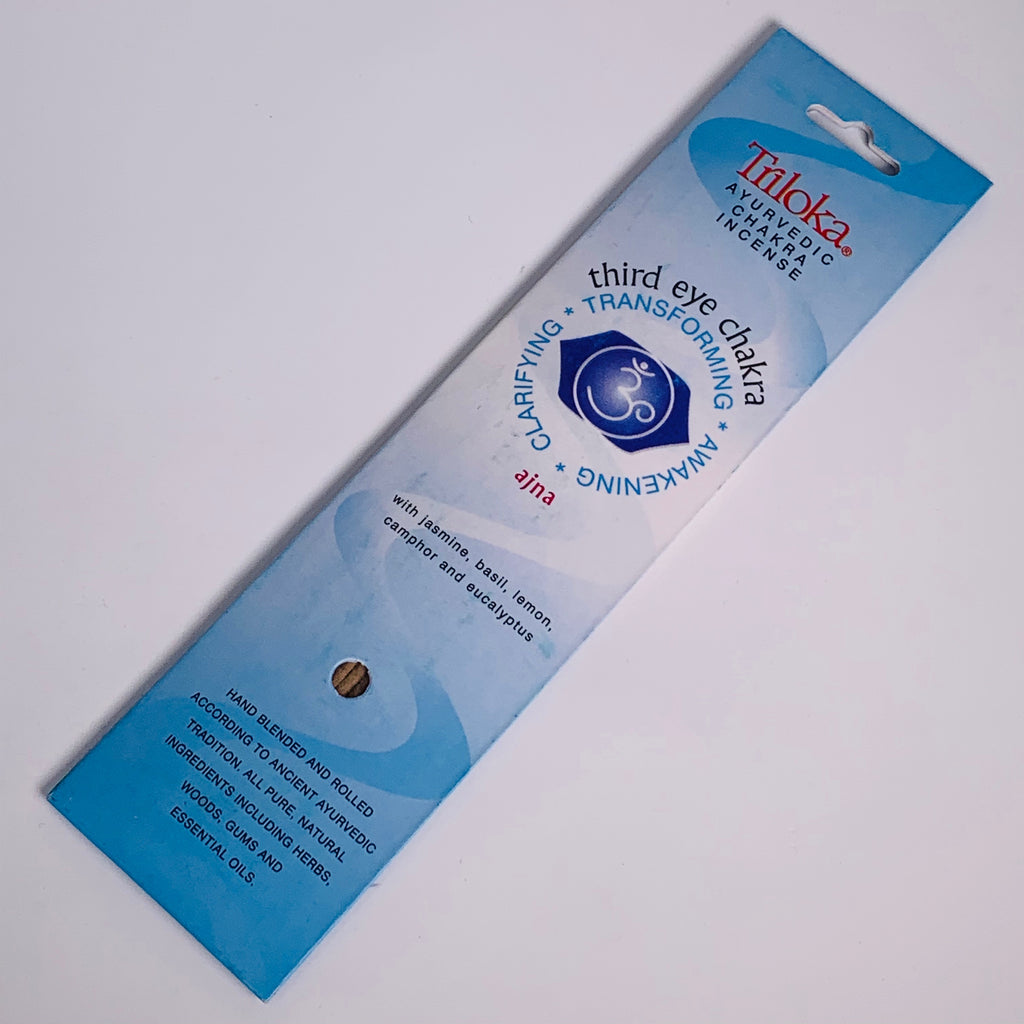 Triloka®
AYURVEDIC
CHAKRA
INCENSE
third eye chakra
CLARIFYING * TRANSFORMING * AWAKENING *
ॐ
ajna
with jasmine, basil, lemon,
camphor and eucalyptus
HAND BLENDED AND ROLLED
ACCORDING TO ANCIENT AYURVEDIC
TRADITION. ALL PURE, NATURAL
INGREDIENTS INCLUDING HERBS,
WOODS, GUMS AND
ESSENTIAL OILS.